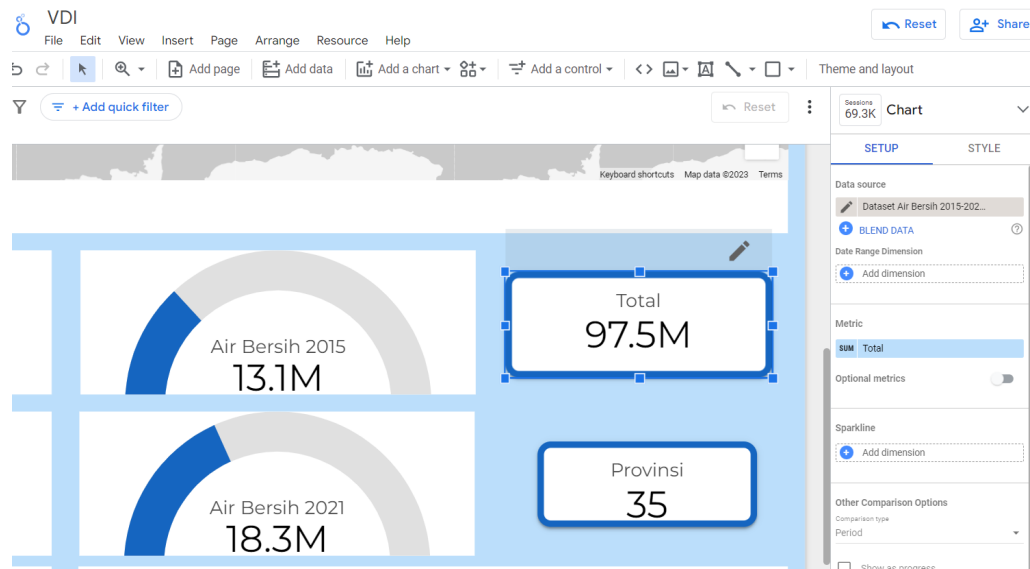 VDI
File Edit View Insert Page Arrange Resource Help
Reset
Share
Add page
Add data
Add a chart
Add a control
Theme and layout
+ Add quick filter
Reset
Sessions
69.3K
Chart
SETUP
STYLE
Keyboard shortcuts Map data ©2023 Terms
Data source
Dataset Air Bersih 2015-202...
BLEND DATA
Date Range Dimension
Add dimension
Total
97.5M
Metric
SUM Total
Optional metrics
Air Bersih 2015
13.1M
Sparkline
Add dimension
Provinsi
35
Air Bersih 2021
18.3M
Other Comparison Options
Comparison type
Period
Show as progress